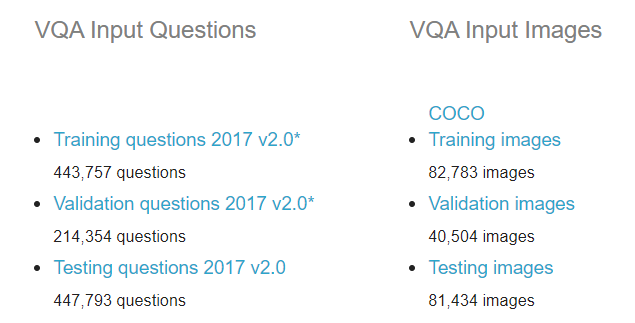 VQA Input Questions
Training questions 2017 v2.0*
443,757 questions
Validation questions 2017 v2.0*
214,354 questions
Testing questions 2017 v2.0
447,793 questions
VQA Input Images
COCO
Training images
82,783 images
Validation images
40,504 images
Testing images
81,434 images